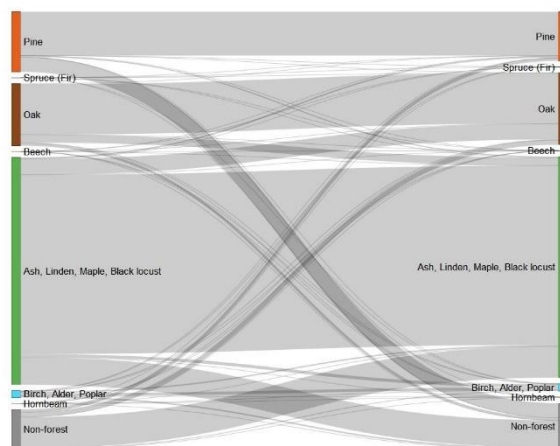 Pine
Spruce (Fir)
Oak
Beech
Ash, Linden, Maple, Black locust
Birch, Alder, Poplar
Hornbeam
Non-forest
Pine
Spruce (Fir)
Oak
Beech
Ash, Linden, Maple, Black locust
Birch, Alder, Poplar
Hornbeam
Non-forest